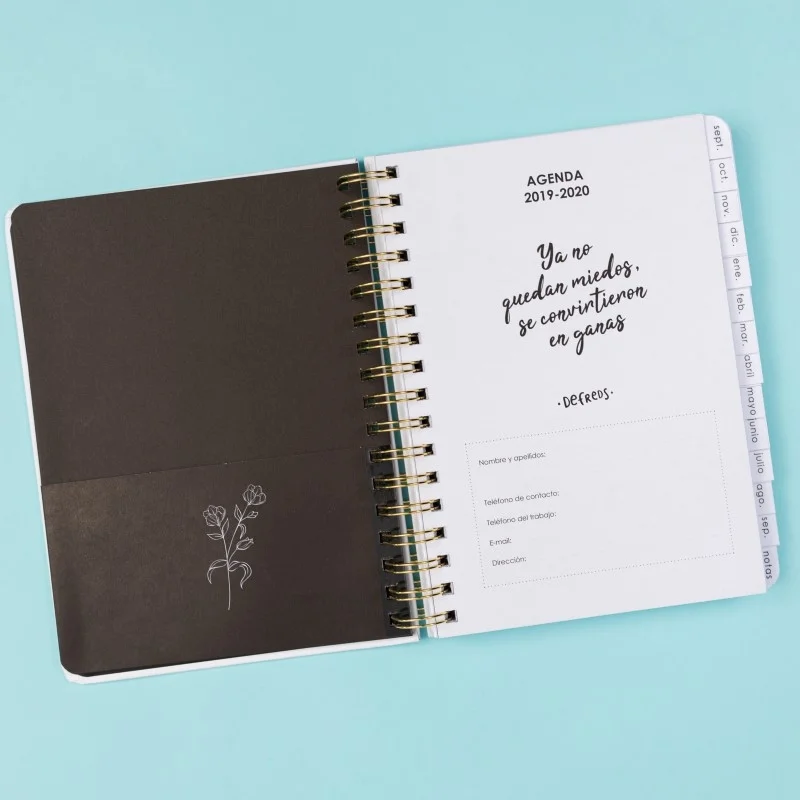 AGENDA
2019-2020
Ya no
quedan miedos,
se convirtieron
en ganas
·DEFREDS·
Nombre y apellidos:
Teléfono de contacto:
Teléfono del trabajo:
E-mail:
Dirección:
sept.
oct.
nov.
dic.
ene.
feb.
mar.
abril
mayo
junio
julio
ago.
sep.
notas